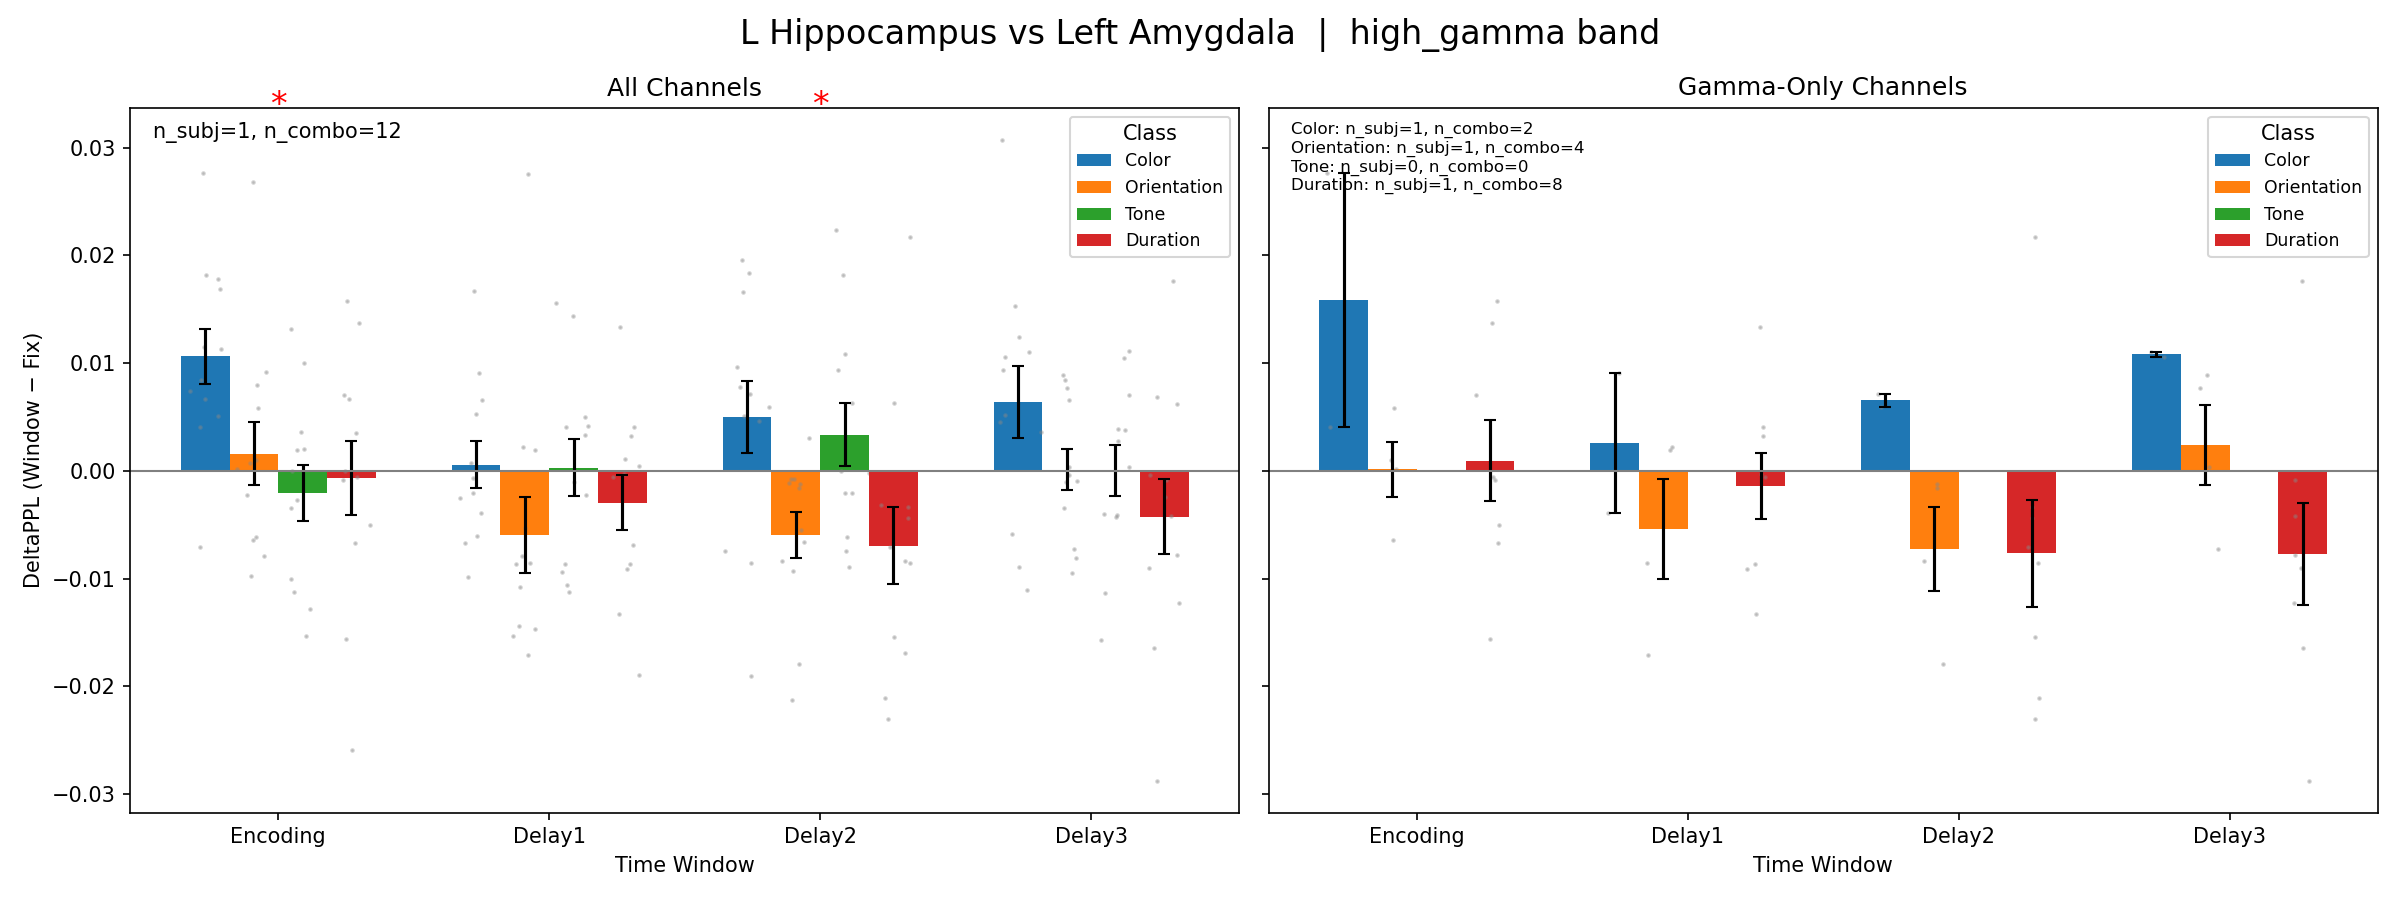 L Hippocampus vs Left Amygdala | high_gamma band
All Channels
*
*
n_subj=1, n_combo=12
Class
Color
Orientation
Tone
Duration
DeltaPPL (Window − Fix)
0.03
0.02
0.01
0.00
−0.01
−0.02
−0.03
Encoding
Delay1
Delay2
Delay3
Time Window
Gamma-Only Channels
Color: n_subj=1, n_combo=2
Orientation: n_subj=1, n_combo=4
Tone: n_subj=0, n_combo=0
Duration: n_subj=1, n_combo=8
Class
Color
Orientation
Tone
Duration
Encoding
Delay1
Delay2
Delay3
Time Window